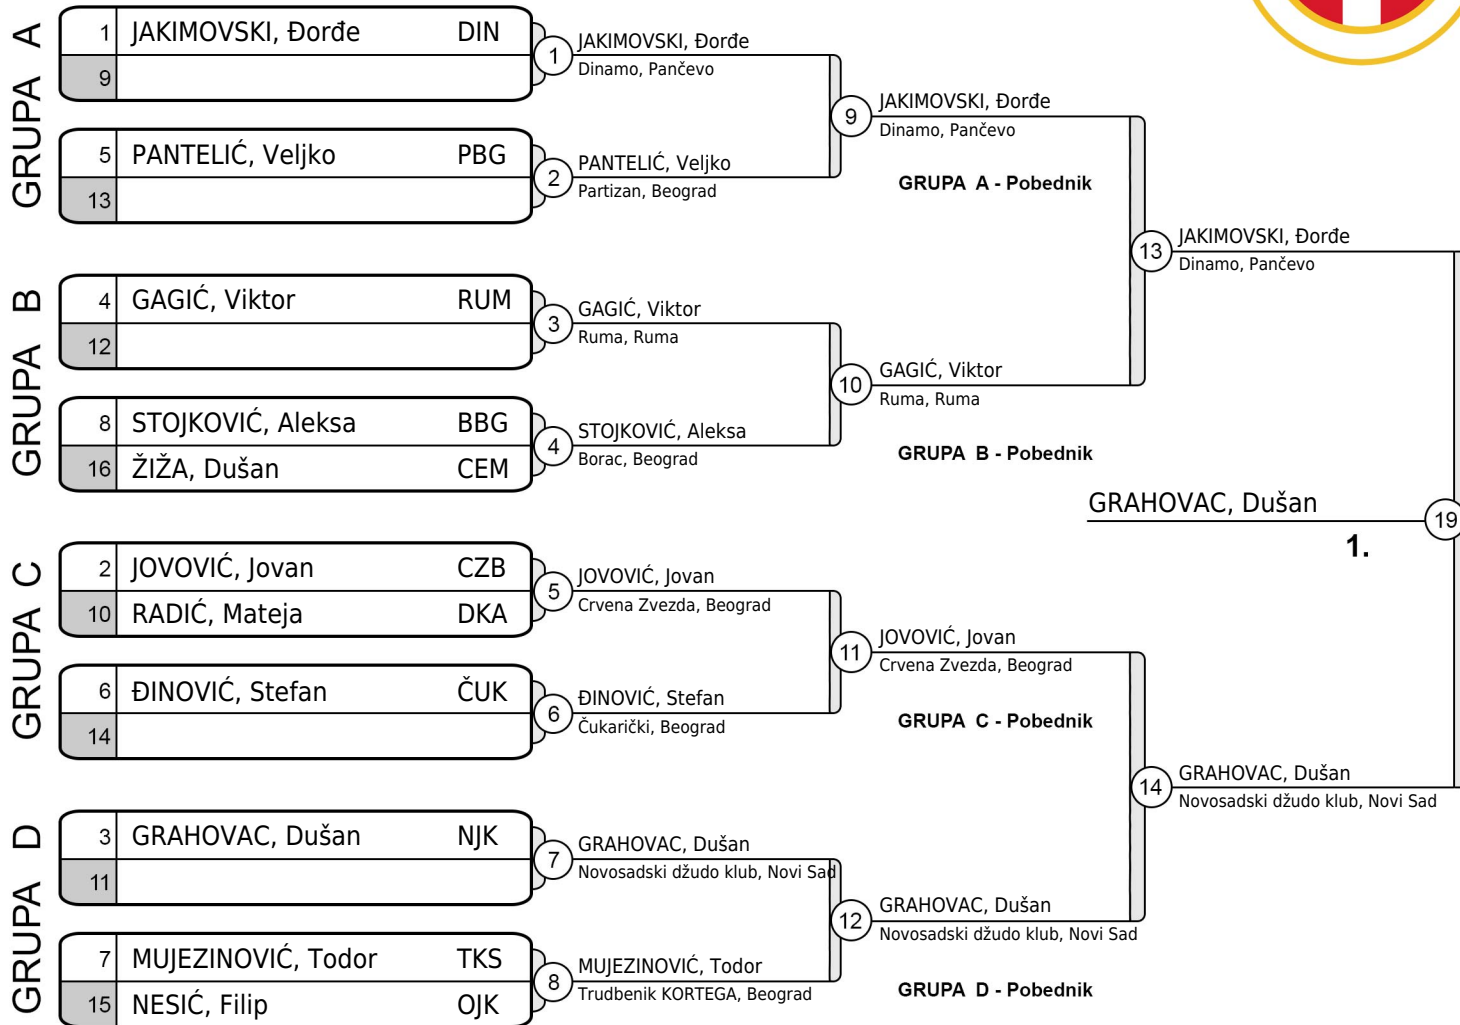 GRUPA A
1 JAKIMOVSKI, Đorđe DIN
9
5 PANTELIĆ, Veljko PBG
13
GRUPA B
4 GAGIĆ, Viktor RUM
12
8 STOJKOVIĆ, Aleksa BBG
16 ŽIŽA, Dušan CEM
GRUPA C
2 JOVOVIĆ, Jovan CZB
10 RADIĆ, Mateja DKA
6 ĐINOVIĆ, Stefan ČUK
14
GRUPA D
3 GRAHOVAC, Dušan NJK
11
7 MUJEZINOVIĆ, Todor TKS
15 NESIĆ, Filip OJK
1 JAKIMOVSKI, Đorđe
Dinamo, Pančevo
2 PANTELIĆ, Veljko
Partizan, Beograd
3 GAGIĆ, Viktor
Ruma, Ruma
4 STOJKOVIĆ, Aleksa
Borac, Beograd
5 JOVOVIĆ, Jovan
Crvena Zvezda, Beograd
6 ĐINOVIĆ, Stefan
Čukarički, Beograd
7 GRAHOVAC, Dušan
Novosadski džudo klub, Novi Sad
8 MUJEZINOVIĆ, Todor
Trudbenik KORTEGA, Beograd
9 JAKIMOVSKI, Đorđe
Dinamo, Pančevo
GRUPA A - Pobednik
10 GAGIĆ, Viktor
Ruma, Ruma
GRUPA B - Pobednik
11 JOVOVIĆ, Jovan
Crvena Zvezda, Beograd
GRUPA C - Pobednik
12 GRAHOVAC, Dušan
Novosadski džudo klub, Novi Sad
GRUPA D - Pobednik
13 JAKIMOVSKI, Đorđe
Dinamo, Pančevo
14 GRAHOVAC, Dušan
Novosadski džudo klub, Novi Sad
GRAHOVAC, Dušan 19
1.